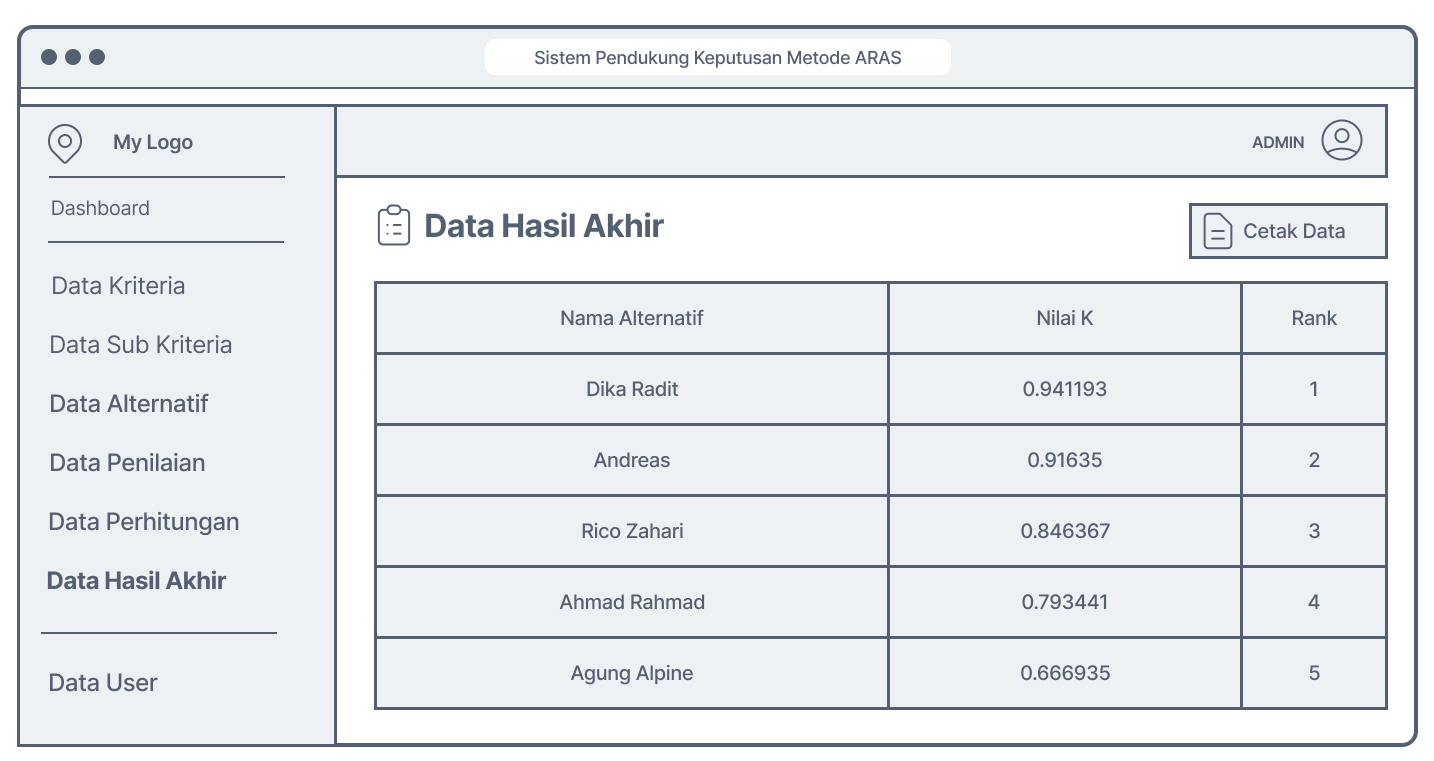 Sistem Pendukung Keputusan Metode ARAS
My Logo
ADMIN
Dashboard
Data Kriteria
Data Sub Kriteria
Data Alternatif
Data Penilaian
Data Perhitungan
Data Hasil Akhir
Data User
Data Hasil Akhir
Cetak Data
Nama Alternatif Nilai K Rank
Dika Radit 0.941193 1
Andreas 0.91635 2
Rico Zahari 0.846367 3
Ahmad Rahmad 0.793441 4
Agung Alpine 0.666935 5